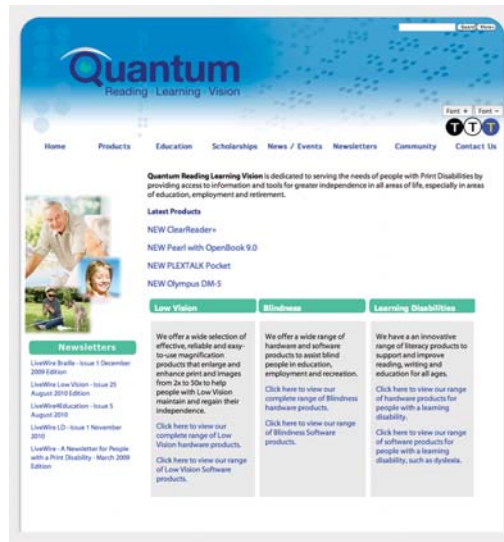 Search Home
Quantum
Reading · Learning · Vision
Font + Font -
T T T
Home Products Education Scholarships News / Events Newsletters Community Contact Us
Quantum Reading Learning Vision is dedicated to serving the needs of people with Print Disabilities by
providing access to information and tools for greater independence in all areas of life, especially in areas
of education, employment and retirement.
Latest Products
NEW ClearReader+
NEW Pearl with OpenBook 9.0
NEW PLEXTALK Pocket
NEW Olympus DM-5
Newsletters
LiveWire Braille - Issue 1 December
2009 Edition
LiveWire Low Vision - Issue 25
August 2010 Edition
LiveWire4Education - Issue 5
August 2010
LiveWire LD - Issue 1 November
2010
LiveWire - A Newsletter for People
with a Print Disability - March 2009
Edition
Low Vision
We offer a wide selection of
effective, reliable and easy-
to-use magnification
products that enlarge and
enhance print and images
from 2x to 50x to help
people with Low Vision
maintain and regain their
independence.
Click here to view our
complete range of Low
Vision hardware products.
Click here to view our range
of Low Vision Software
products.
Blindness
We offer a wide range of
hardware and software
products to assist blind
people in education,
employment and recreation.
Click here to view our
complete range of Blindness
hardware products.
Click here to view our range
of Blindness Software
products.
Learning Disabilities
We have a an innovative
range of literacy products to
support and improve
reading, writing and
education for all ages.
Click here to view our range
of hardware products for
people with a learning
disability.
Click here to view our range
of software products for
people with a learning
disability, such as dyslexia.